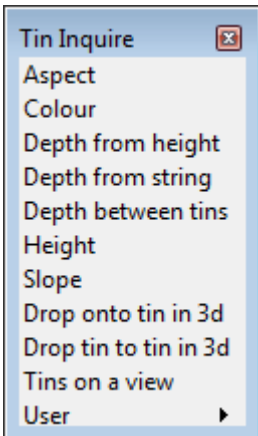 Tin Inquire
Aspect
Colour
Depth from height
Depth from string
Depth between tins
Height
Slope
Drop onto tin in 3d
Drop tin to tin in 3d
Tins on a view
User